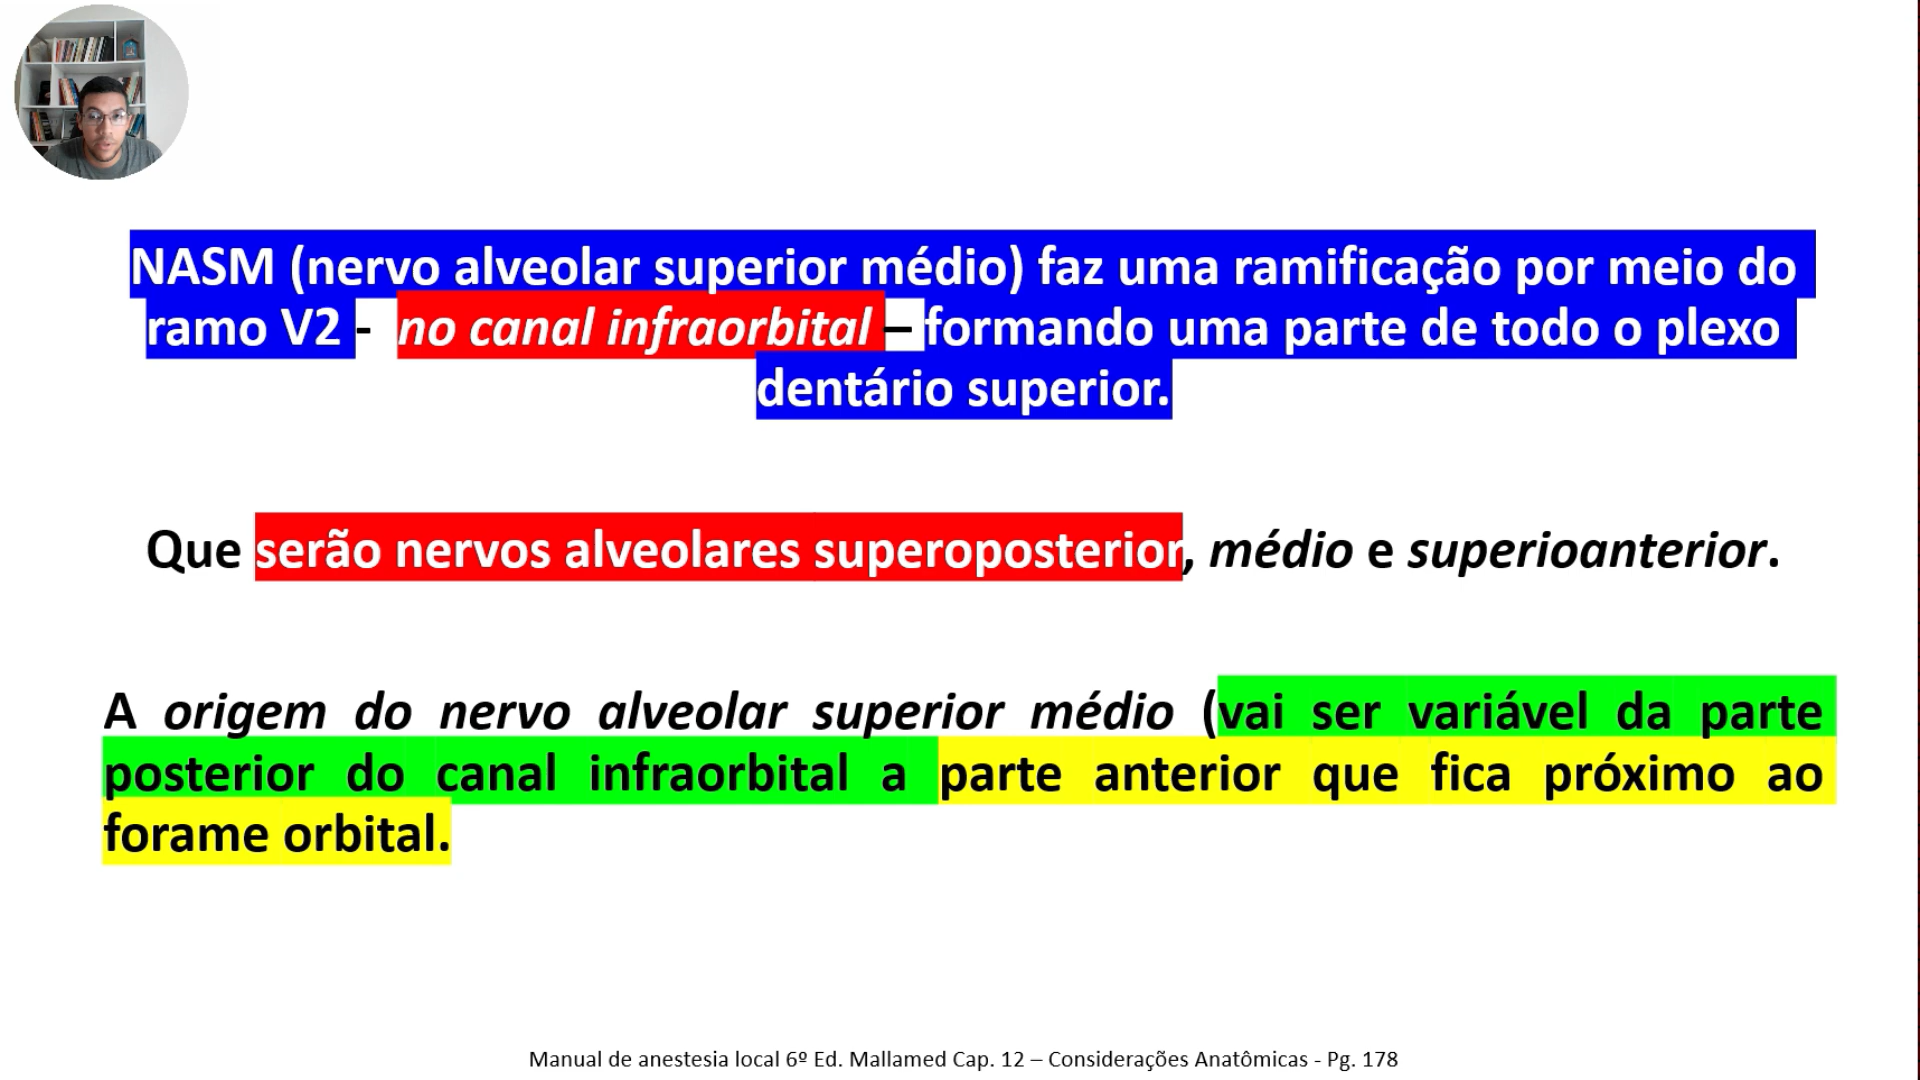 NASM (nervo alveolar superior médio) faz uma ramificação por meio do
ramo V2 - no canal infraorbital – formando uma parte de todo o plexo
dentário superior.
Que serão nervos alveolares superoposterior, médio e superioanterior.
A origem do nervo alveolar superior médio (vai ser variável da parte
posterior do canal infraorbital a parte anterior que fica próximo ao
forame orbital.
Manual de anestesia local 6º Ed. Mallamed Cap. 12 – Considerações Anatômicas - Pg. 178